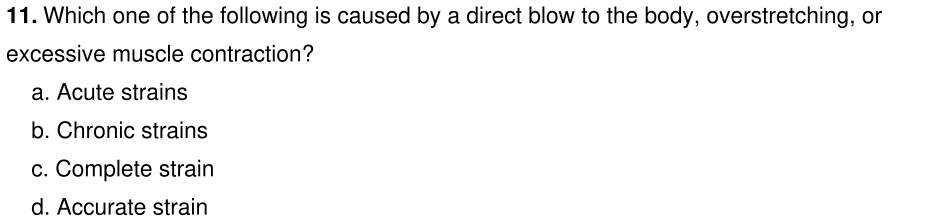 11. Which one of the following is caused by a direct blow to the body, overstretching, or
excessive muscle contraction?
a. Acute strains
b. Chronic strains
c. Complete strain
d. Accurate strain